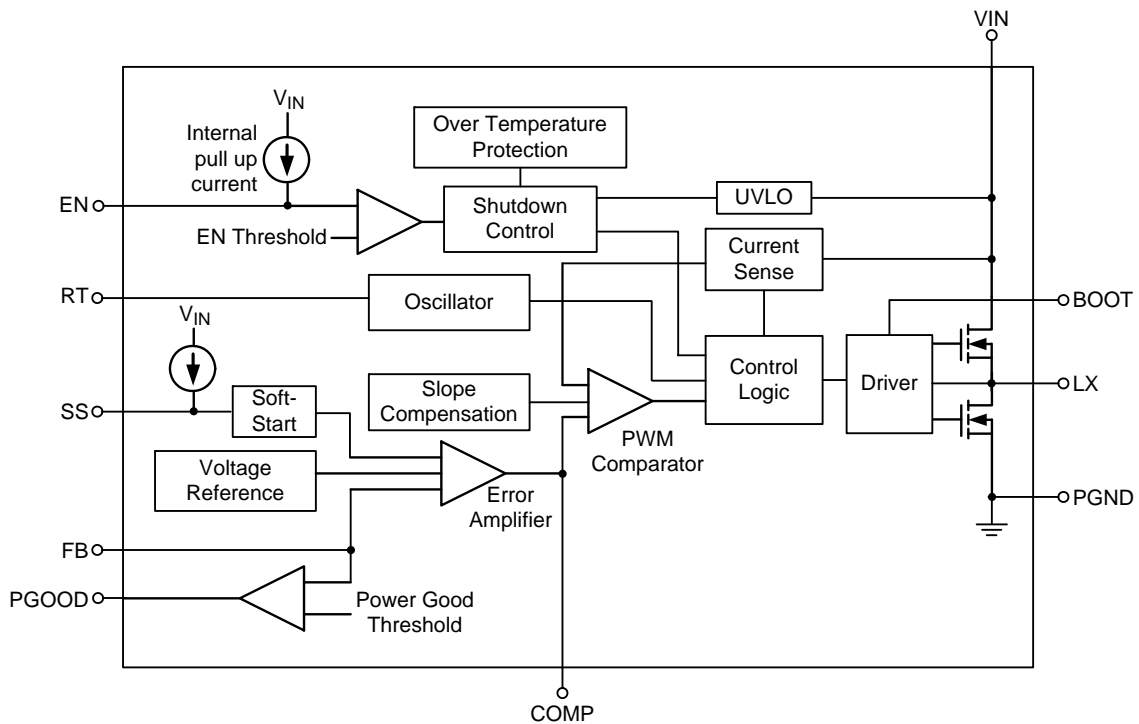 VIN
V_IN
Internal
pull up
current
Over Temperature
Protection
EN
EN Threshold
Shutdown
Control
UVLO
Current
Sense
RT
Oscillator
BOOT
V_IN
SS
Soft-
Start
Slope
Compensation
Control
Logic
Driver
LX
PWM
Comparator
Voltage
Reference
Error
Amplifier
PGND
FB
PGOOD
Power Good
Threshold
COMP